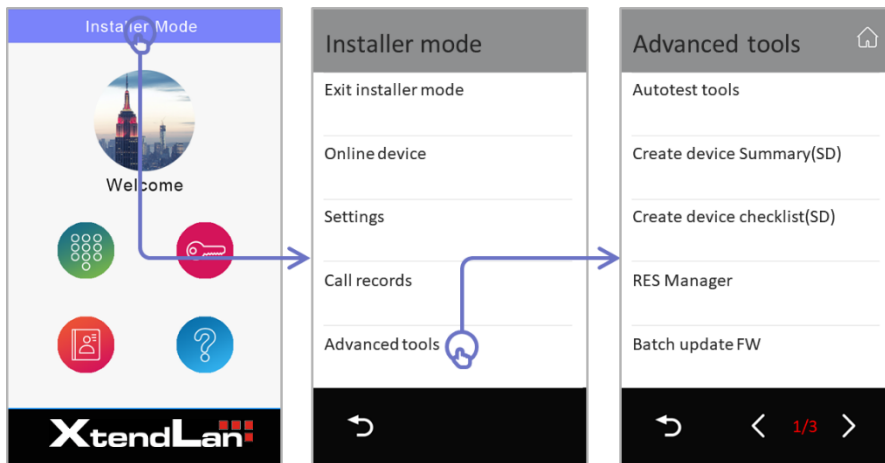 Installer Mode
Welcome
XtendLan
Installer mode
Exit installer mode
Online device
Settings
Call records
Advanced tools
Advanced tools
Autotest tools
Create device Summary(SD)
Create device checklist(SD)
RES Manager
Batch update FW
1/3